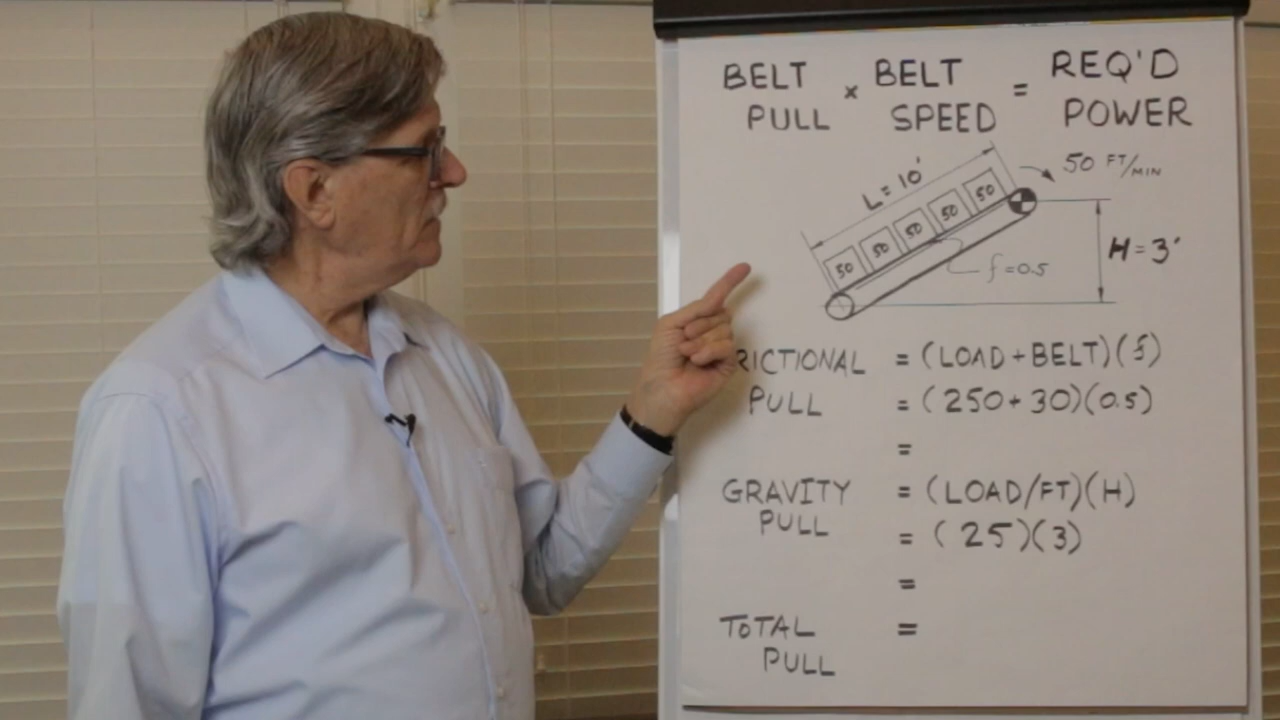 BELT × BELT = REQ'D
PULL SPEED POWER
L = 10'
50 FT/MIN
50 50 50 50 50
H = 3'
f = 0.5
RICTIONAL = (LOAD + BELT)(f)
PULL = (250 + 30)(0.5)
=
GRAVITY = (LOAD/FT)(H)
PULL = (25)(3)
=
TOTAL =
PULL